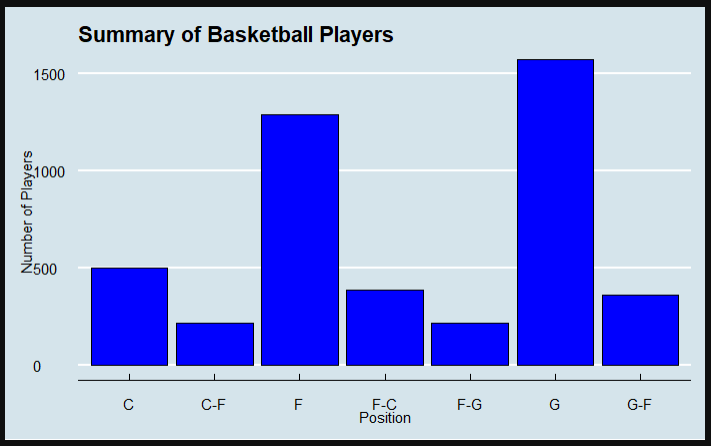 Summary of Basketball Players
Number of Players
1500
1000
500
0
C C-F F F-C F-G G G-F
Position